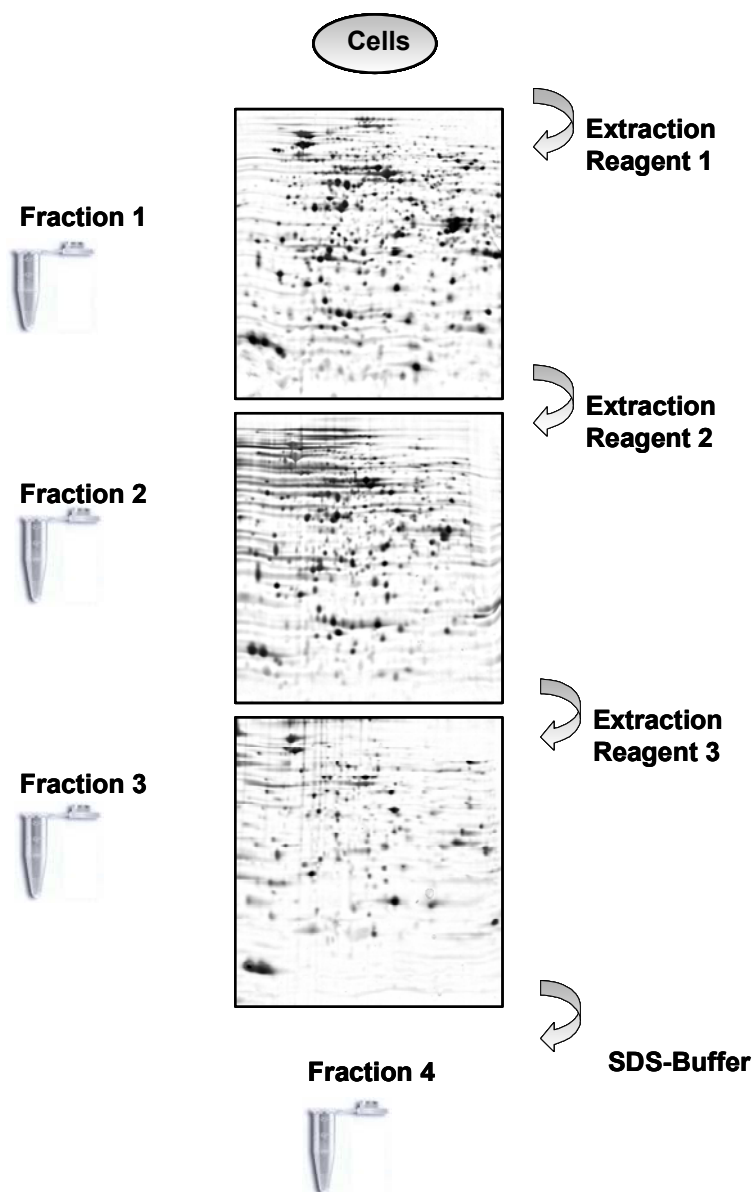 Cells
Extraction
Reagent 1
Fraction 1
Extraction
Reagent 2
Fraction 2
Extraction
Reagent 3
Fraction 3
SDS-Buffer
Fraction 4